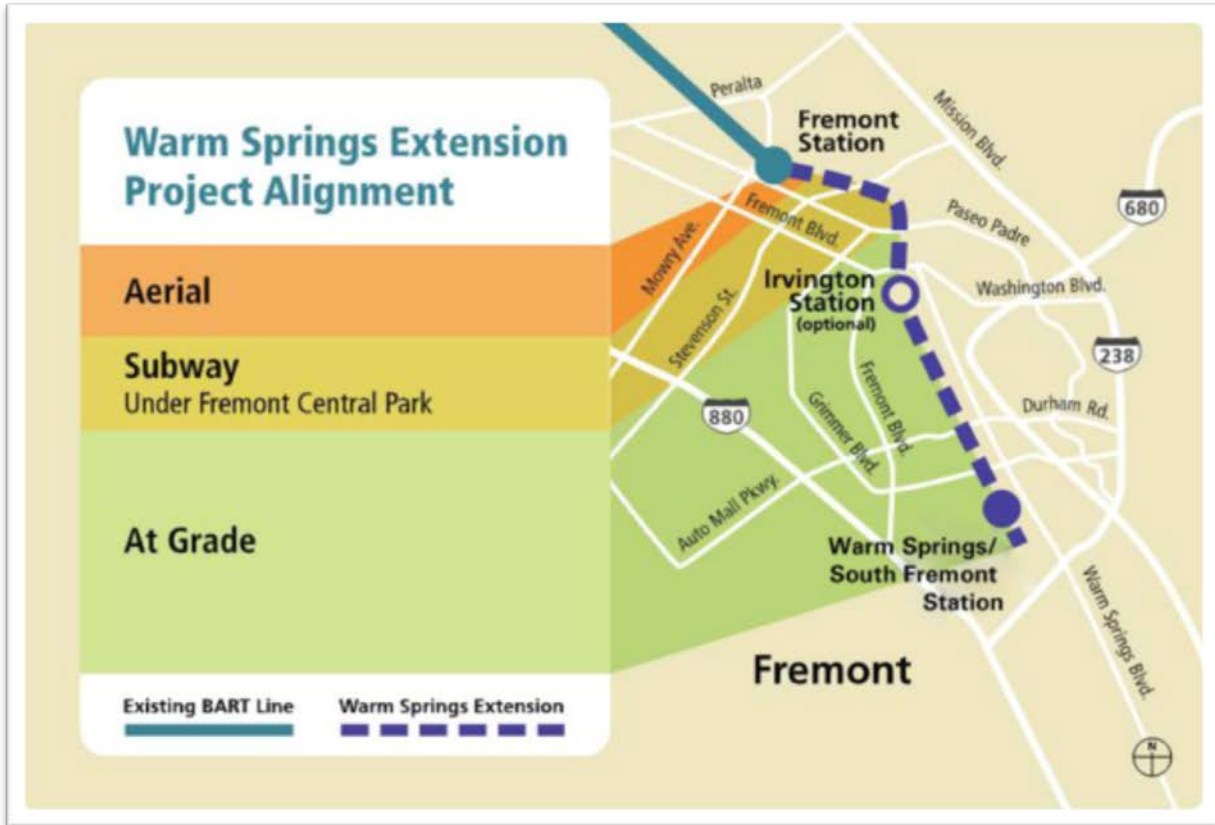 Warm Springs Extension
Project Alignment
Aerial
Subway
Under Fremont Central Park
At Grade
Existing BART Line
Warm Springs Extension
Peralta
Fremont
Station
Mission Blvd.
680
Mowry Ave.
Fremont Blvd.
Paseo Padre
Stevenson St.
Irvington
Station
(optional)
Washington Blvd.
238
880
Grimmer Blvd.
Fremont Blvd.
Durham Rd.
Auto Mall Pkwy.
Warm Springs/
South Fremont
Station
Warm Springs Blvd.
Fremont
N